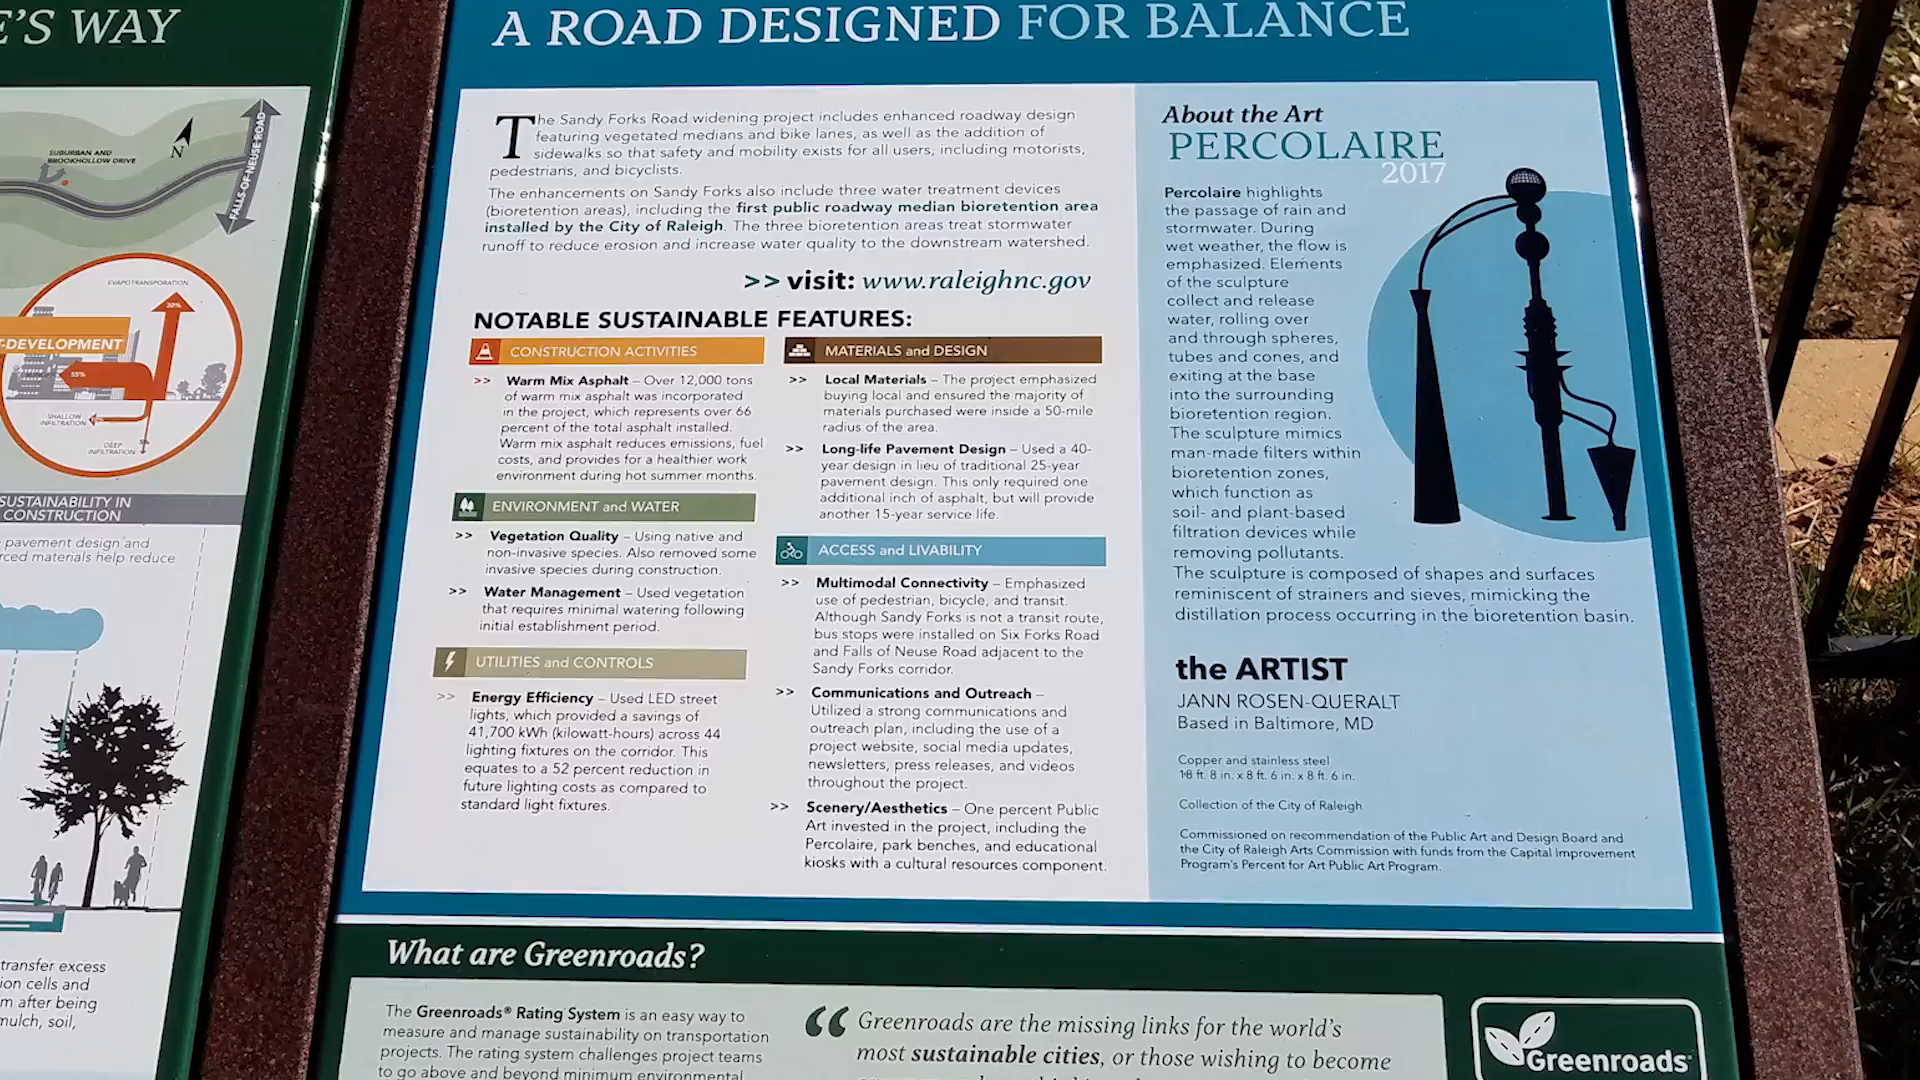 E'S WAY
SUBURBAN AND
BROOKHOLLOW DRIVE
N
FALLS OF NEUSE ROAD
EVAPOTRANSPORATION
30%
T-DEVELOPMENT
55%
SHALLOW
INFILTRATION
DEEP
INFILTRATION
SUSTAINABILITY IN
CONSTRUCTION
pavement design and
rced materials help reduce
transfer excess
ion cells and
m after being
mulch, soil,
A ROAD DESIGNED FOR BALANCE
The Sandy Forks Road widening project includes enhanced roadway design
featuring vegetated medians and bike lanes, as well as the addition of
sidewalks so that safety and mobility exists for all users, including motorists,
pedestrians, and bicyclists.
The enhancements on Sandy Forks also include three water treatment devices
(bioretention areas), including the first public roadway median bioretention area
installed by the City of Raleigh. The three bioretention areas treat stormwater
runoff to reduce erosion and increase water quality to the downstream watershed.
>> visit: www.raleighnc.gov
NOTABLE SUSTAINABLE FEATURES:
CONSTRUCTION ACTIVITIES
>> Warm Mix Asphalt – Over 12,000 tons
of warm mix asphalt was incorporated
in the project, which represents over 66
percent of the total asphalt installed.
Warm mix asphalt reduces emissions, fuel
costs, and provides for a healthier work
environment during hot summer months.
ENVIRONMENT and WATER
>> Vegetation Quality – Using native and
non-invasive species. Also removed some
invasive species during construction.
>> Water Management – Used vegetation
that requires minimal watering following
initial establishment period.
UTILITIES and CONTROLS
>> Energy Efficiency – Used LED street
lights, which provided a savings of
41,700 kWh (kilowatt-hours) across 44
lighting fixtures on the corridor. This
equates to a 52 percent reduction in
future lighting costs as compared to
standard light fixtures.
MATERIALS and DESIGN
>> Local Materials – The project emphasized
buying local and ensured the majority of
materials purchased were inside a 50-mile
radius of the area.
>> Long-life Pavement Design – Used a 40-
year design in lieu of traditional 25-year
pavement design. This only required one
additional inch of asphalt, but will provide
another 15-year service life.
ACCESS and LIVABILITY
>> Multimodal Connectivity – Emphasized
use of pedestrian, bicycle, and transit.
Although Sandy Forks is not a transit route,
bus stops were installed on Six Forks Road
and Falls of Neuse Road adjacent to the
Sandy Forks corridor.
>> Communications and Outreach –
Utilized a strong communications and
outreach plan, including the use of a
project website, social media updates,
newsletters, press releases, and videos
throughout the project.
>> Scenery/Aesthetics – One percent Public
Art invested in the project, including the
Percolaire, park benches, and educational
kiosks with a cultural resources component.
About the Art
PERCOLAIRE
2017
Percolaire highlights
the passage of rain and
stormwater. During
wet weather, the flow is
emphasized. Elements
of the sculpture
collect and release
water, rolling over
and through spheres,
tubes and cones, and
exiting at the base
into the surrounding
bioretention region.
The sculpture mimics
man-made filters within
bioretention zones,
which function as
soil- and plant-based
filtration devices while
removing pollutants.
The sculpture is composed of shapes and surfaces
reminiscent of strainers and sieves, mimicking the
distillation process occurring in the bioretention basin.
the ARTIST
JANN ROSEN-QUERALT
Based in Baltimore, MD
Copper and stainless steel
18 ft. 8 in. x 8 ft. 6 in. x 8 ft. 6 in.
Collection of the City of Raleigh
Commissioned on recommendation of the Public Art and Design Board and
the City of Raleigh Arts Commission with funds from the Capital Improvement
Program's Percent for Art Public Art Program.
What are Greenroads?
The Greenroads® Rating System is an easy way to
measure and manage sustainability on transportation
projects. The rating system challenges project teams
to go above and beyond minimum environmental
“ Greenroads are the missing links for the world's
most sustainable cities, or those wishing to become
Greenroads